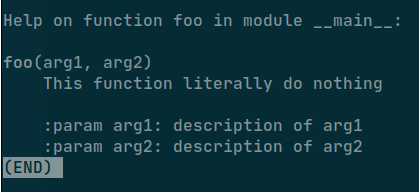 Help on function foo in module __main__:
foo(arg1, arg2)
This function literally do nothing
:param arg1: description of arg1
:param arg2: description of arg2
(END)